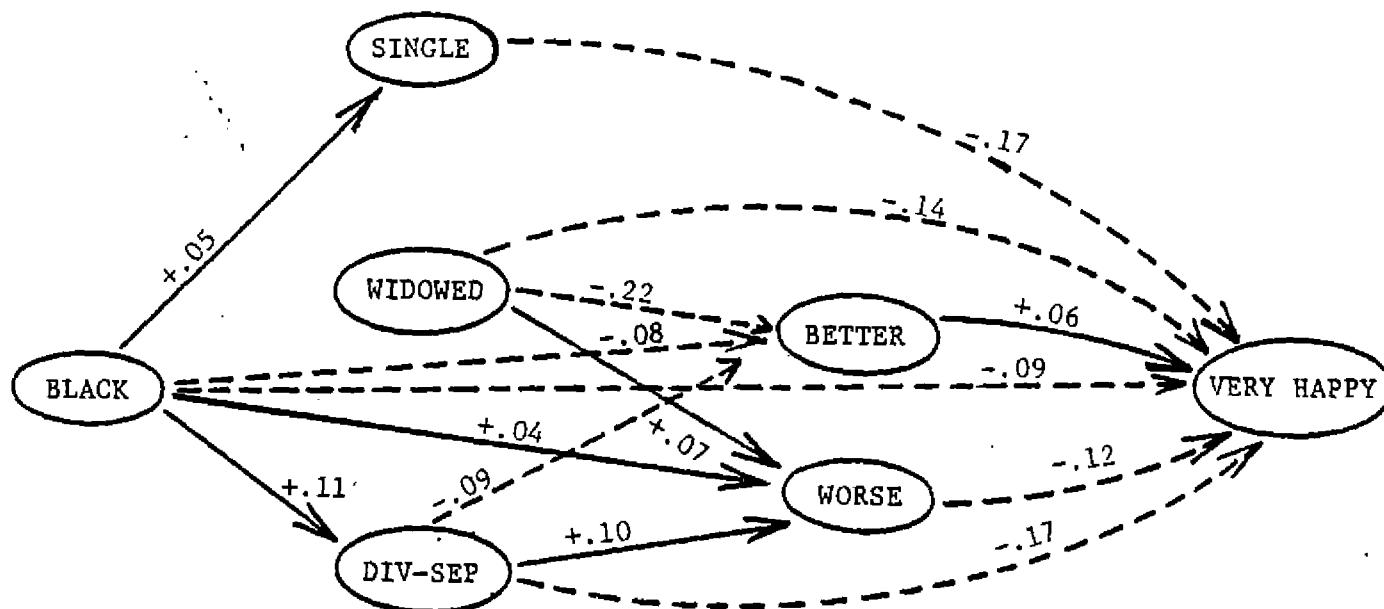 SINGLE
-.17
-.14
+.05
WIDOWED
-.22
BETTER
+.06
-.08
BLACK
-.09
VERY HAPPY
+.04
+.07
-.12
+.11
-.09
WORSE
+.10
-.17
DIV-SEP